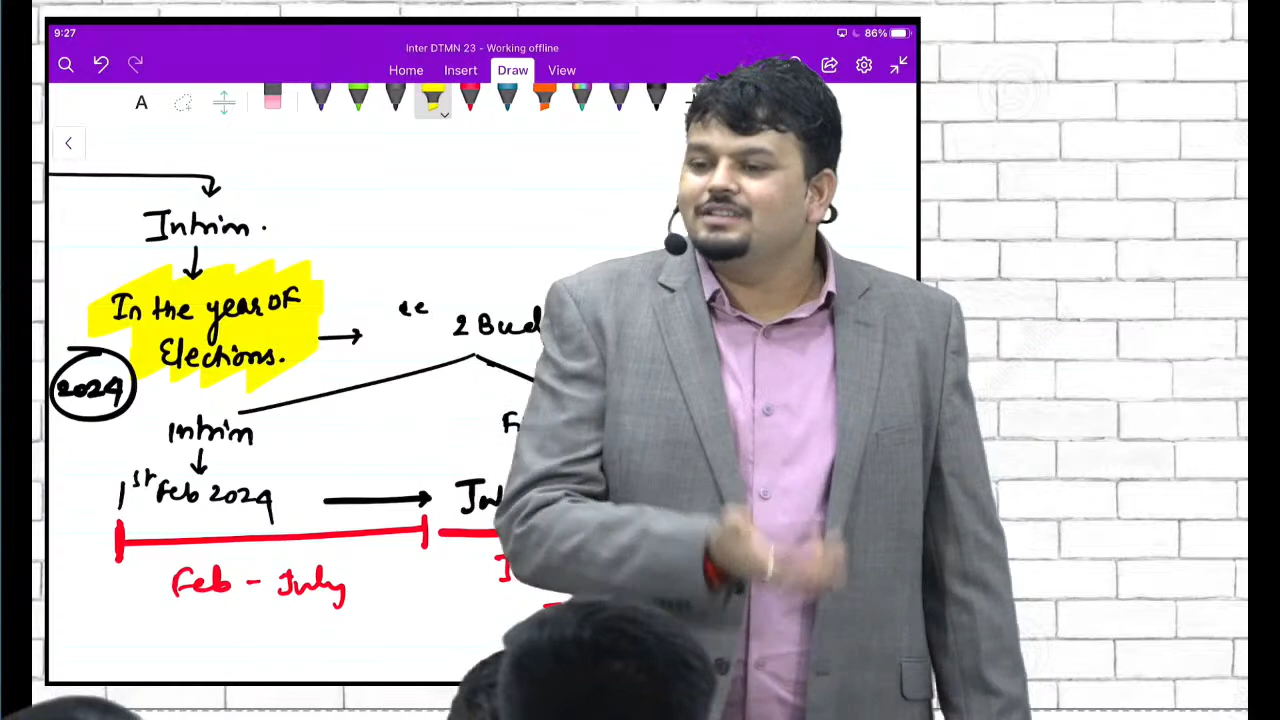 9:27
86%
Inter DTMN 23 - Working offline
Home Insert Draw View
A
Intrim.
In the year of
Elections.
2 Bud
2024
Intrim
1st Feb 2024
Feb - July